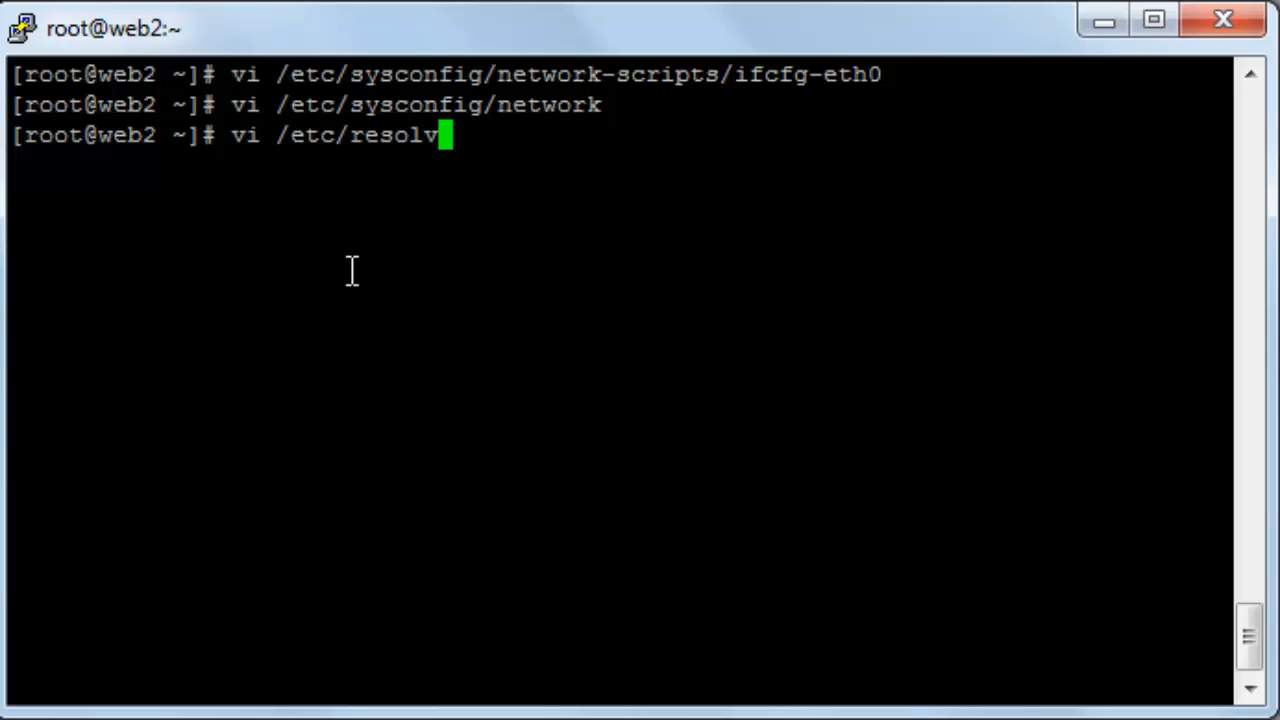 root@web2:~
[root@web2 ~]# vi /etc/sysconfig/network-scripts/ifcfg-eth0
[root@web2 ~]# vi /etc/sysconfig/network
[root@web2 ~]# vi /etc/resolv